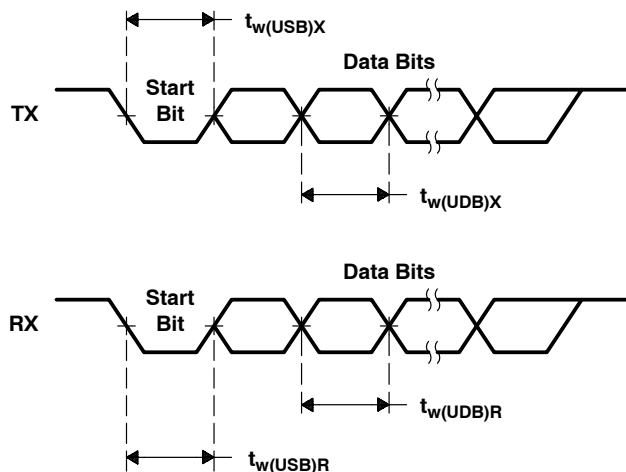 tw(USB)X
Data Bits
Start
Bit
TX
tw(UDB)X
Data Bits
Start
Bit
RX
tw(UDB)R
tw(USB)R